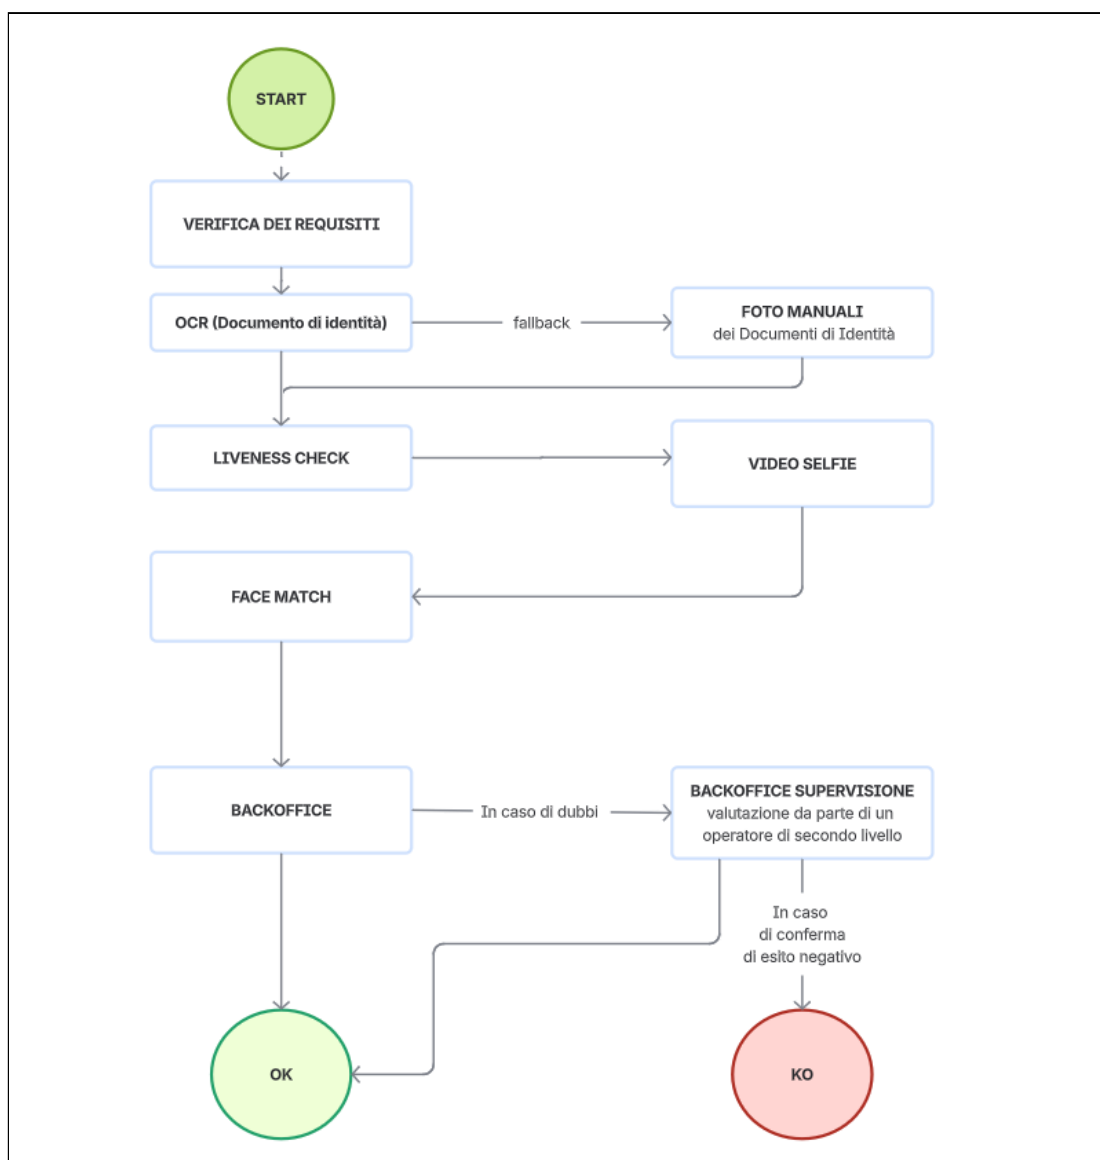 START
VERIFICA DEI REQUISITI
OCR (Documento di identità)
fallback
FOTO MANUALI
dei Documenti di Identità
LIVENESS CHECK
VIDEO SELFIE
FACE MATCH
BACKOFFICE
In caso di dubbi
BACKOFFICE SUPERVISIONE
valutazione da parte di un
operatore di secondo livello
In caso
di conferma
di esito negativo
OK
KO